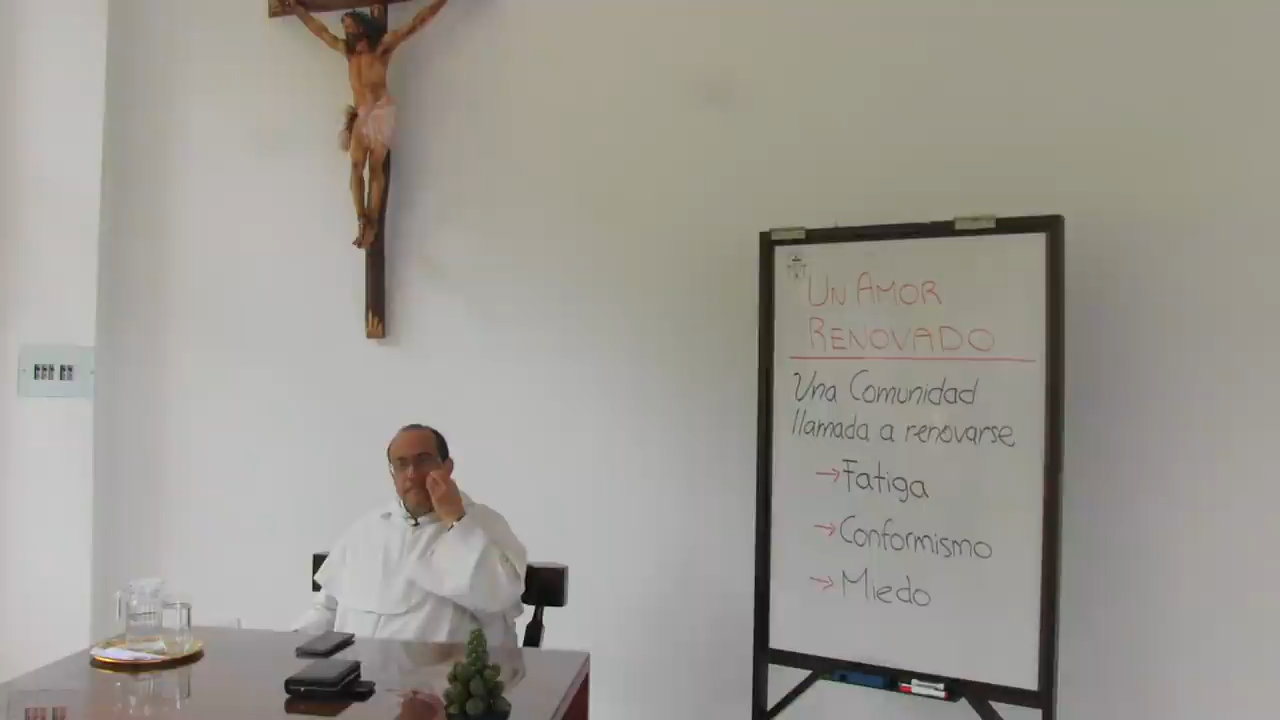 UN AMOR
RENOVADO
Una Comunidad
llamada a renovarse
→Fatiga
→Conformismo
→Miedo